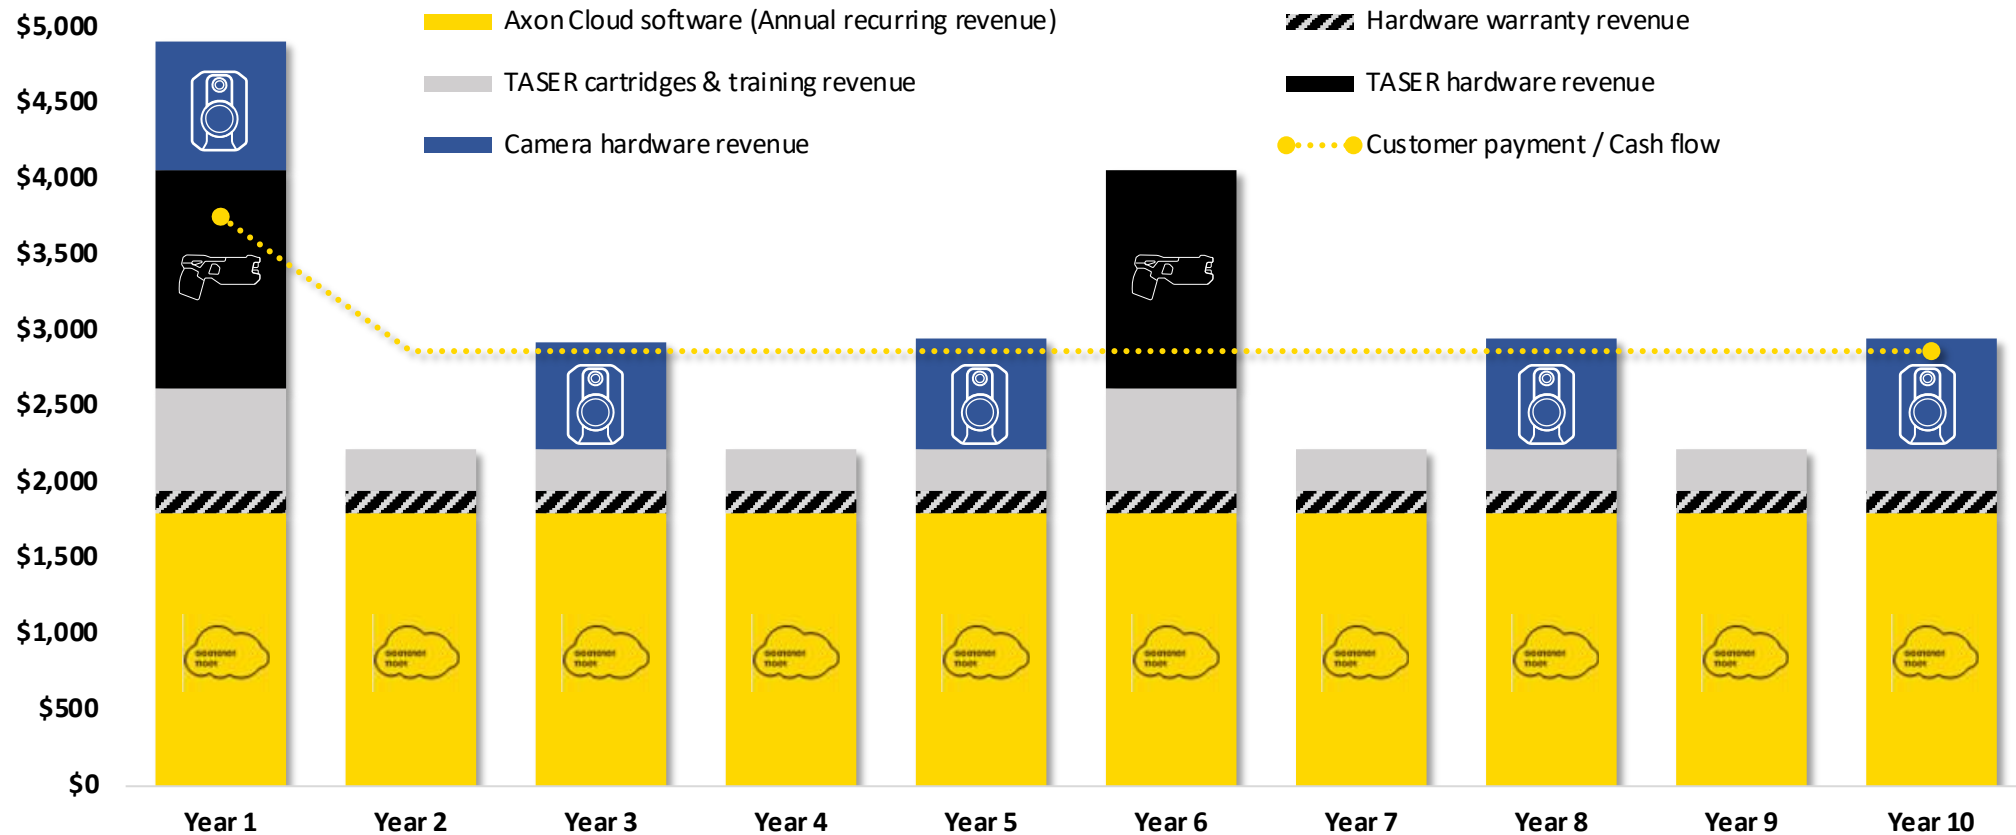 Axon Cloud software (Annual recurring revenue)
Hardware warranty revenue
TASER cartridges & training revenue
TASER hardware revenue
Camera hardware revenue
Customer payment / Cash flow
$5,000
$4,500
$4,000
$3,500
$3,000
$2,500
$2,000
$1,500
$1,000
$500
$0
Year 1
Year 2
Year 3
Year 4
Year 5
Year 6
Year 7
Year 8
Year 9
Year 10